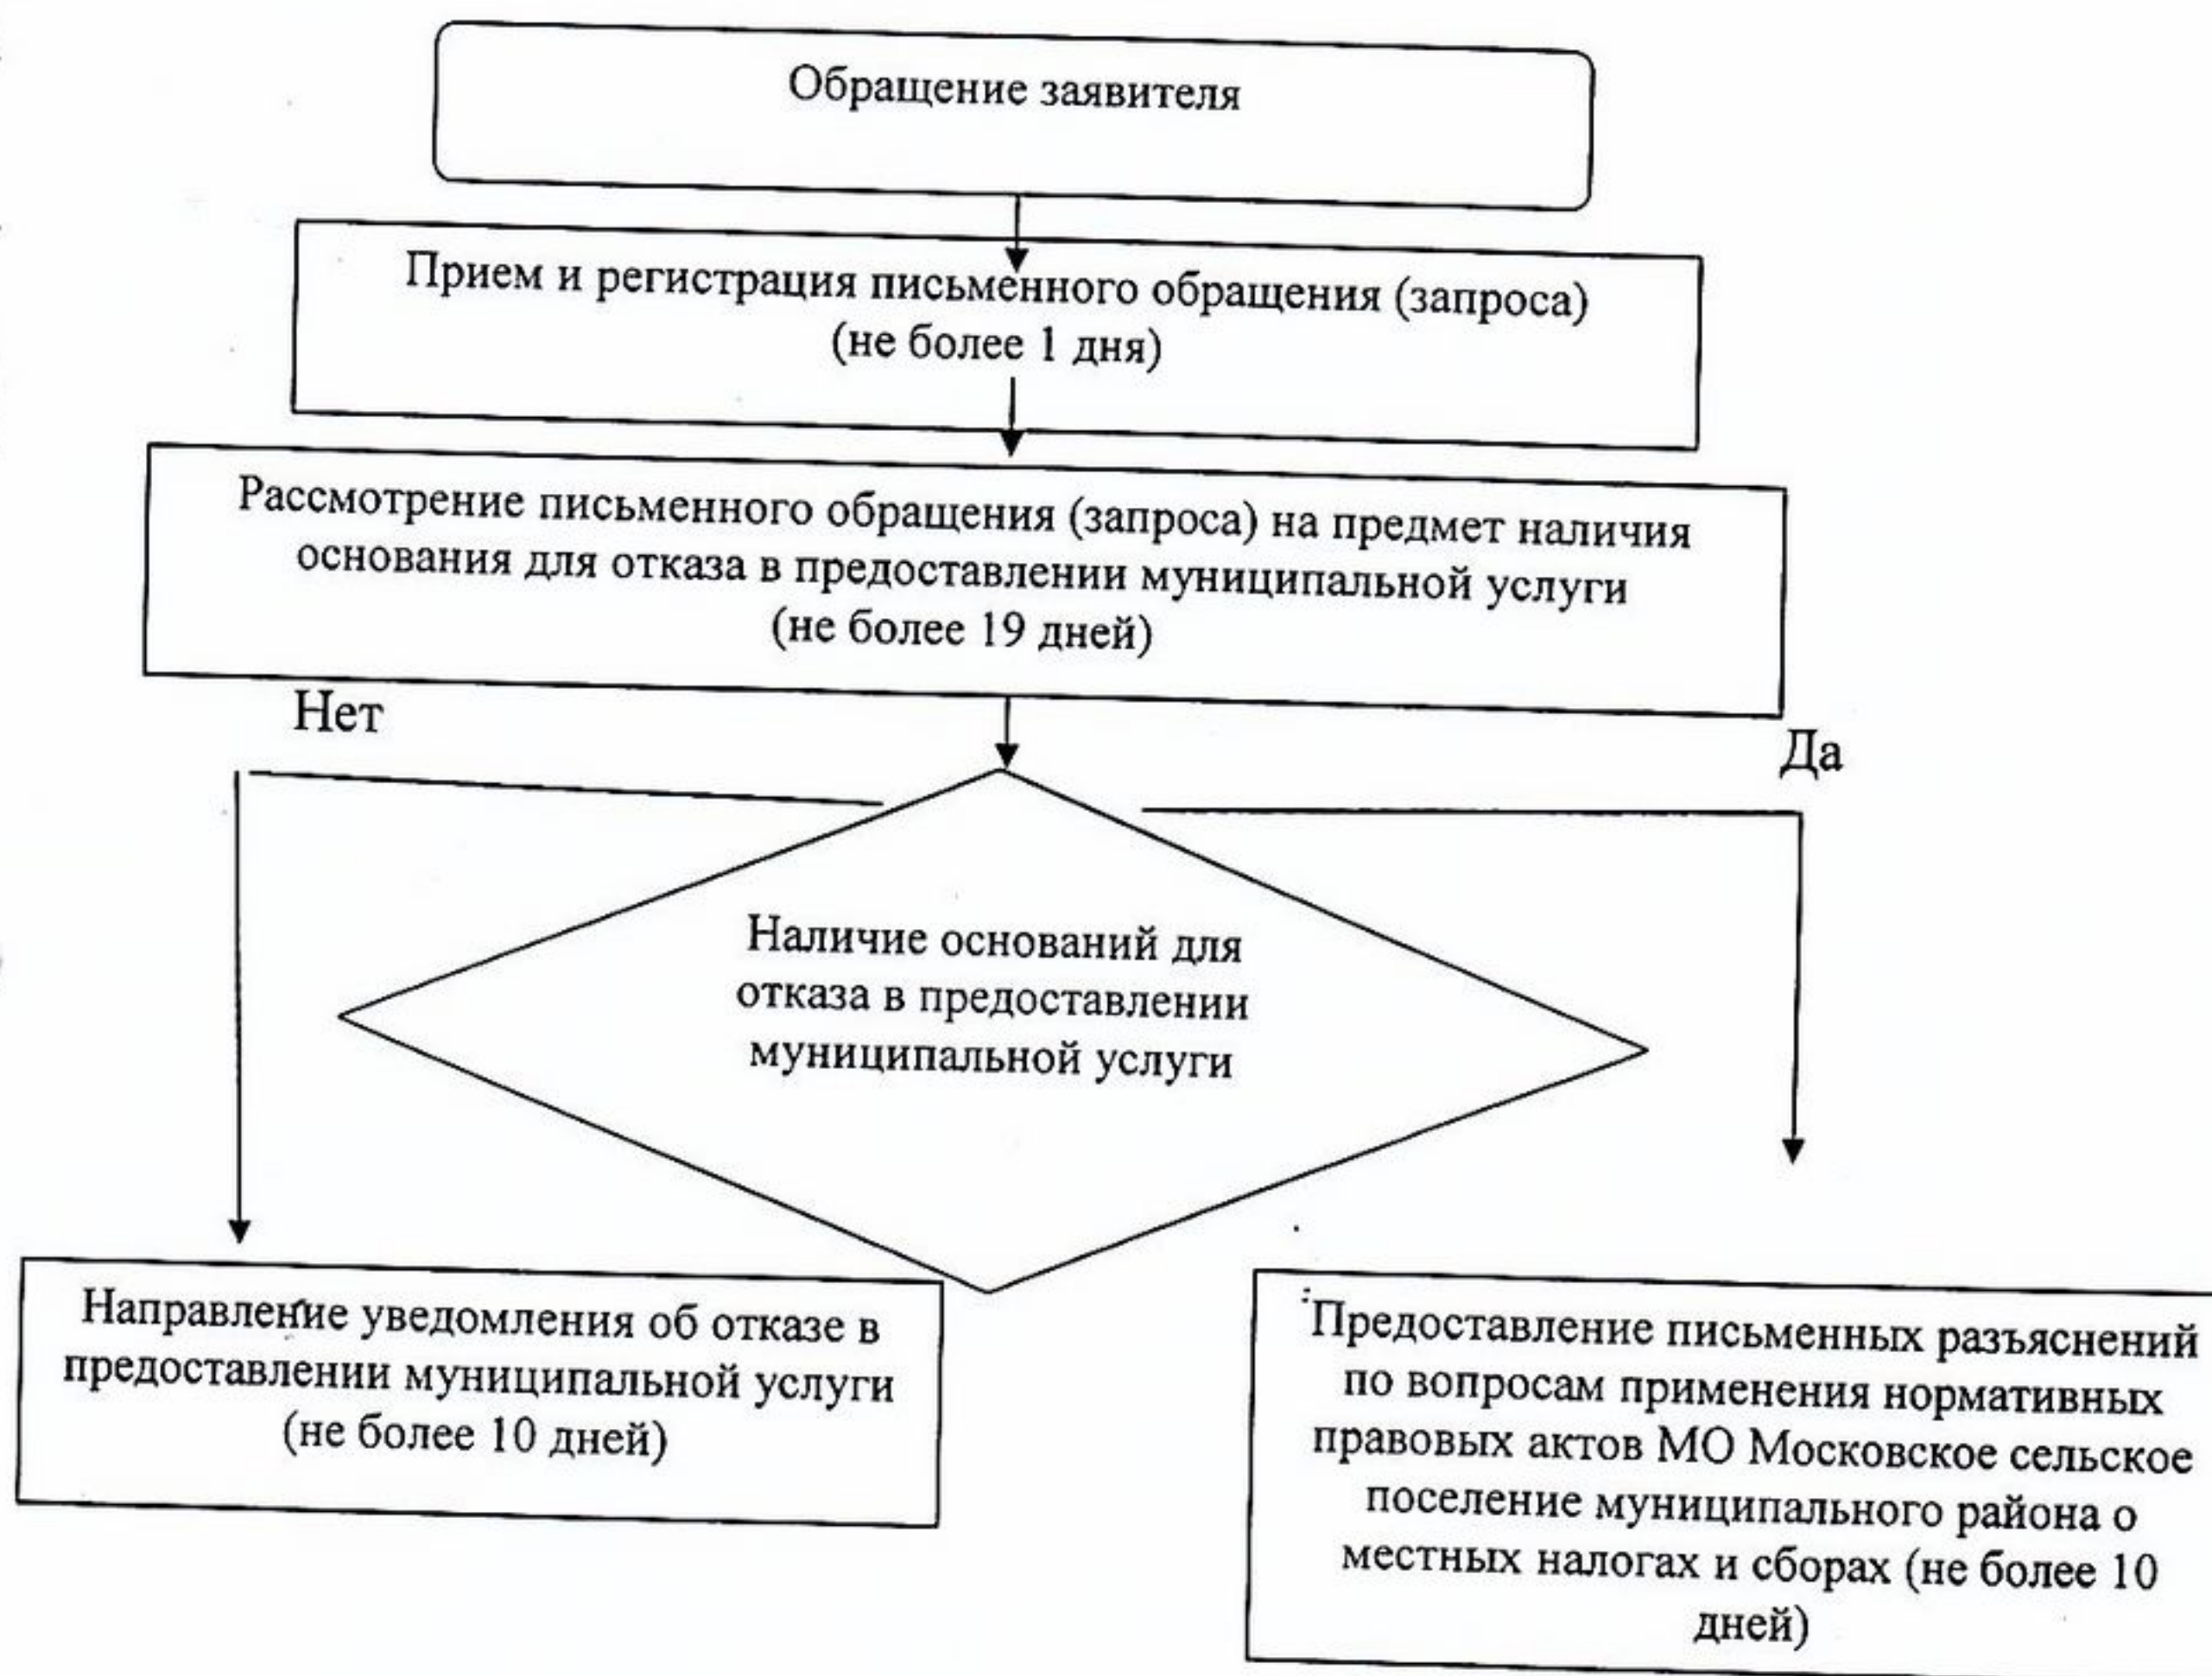 Обращение заявителя
Прием и регистрация письменного обращения (запроса)
(не более 1 дня)
Рассмотрение письменного обращения (запроса) на предмет наличия
основания для отказа в предоставлении муниципальной услуги
(не более 19 дней)
Нет
Да
Наличие оснований для
отказа в предоставлении
муниципальной услуги
Направление уведомления об отказе в
предоставлении муниципальной услуги
(не более 10 дней)
Предоставление письменных разъяснений
по вопросам применения нормативных
правовых актов МО Московское сельское
поселение муниципального района о
местных налогах и сборах (не более 10
дней)